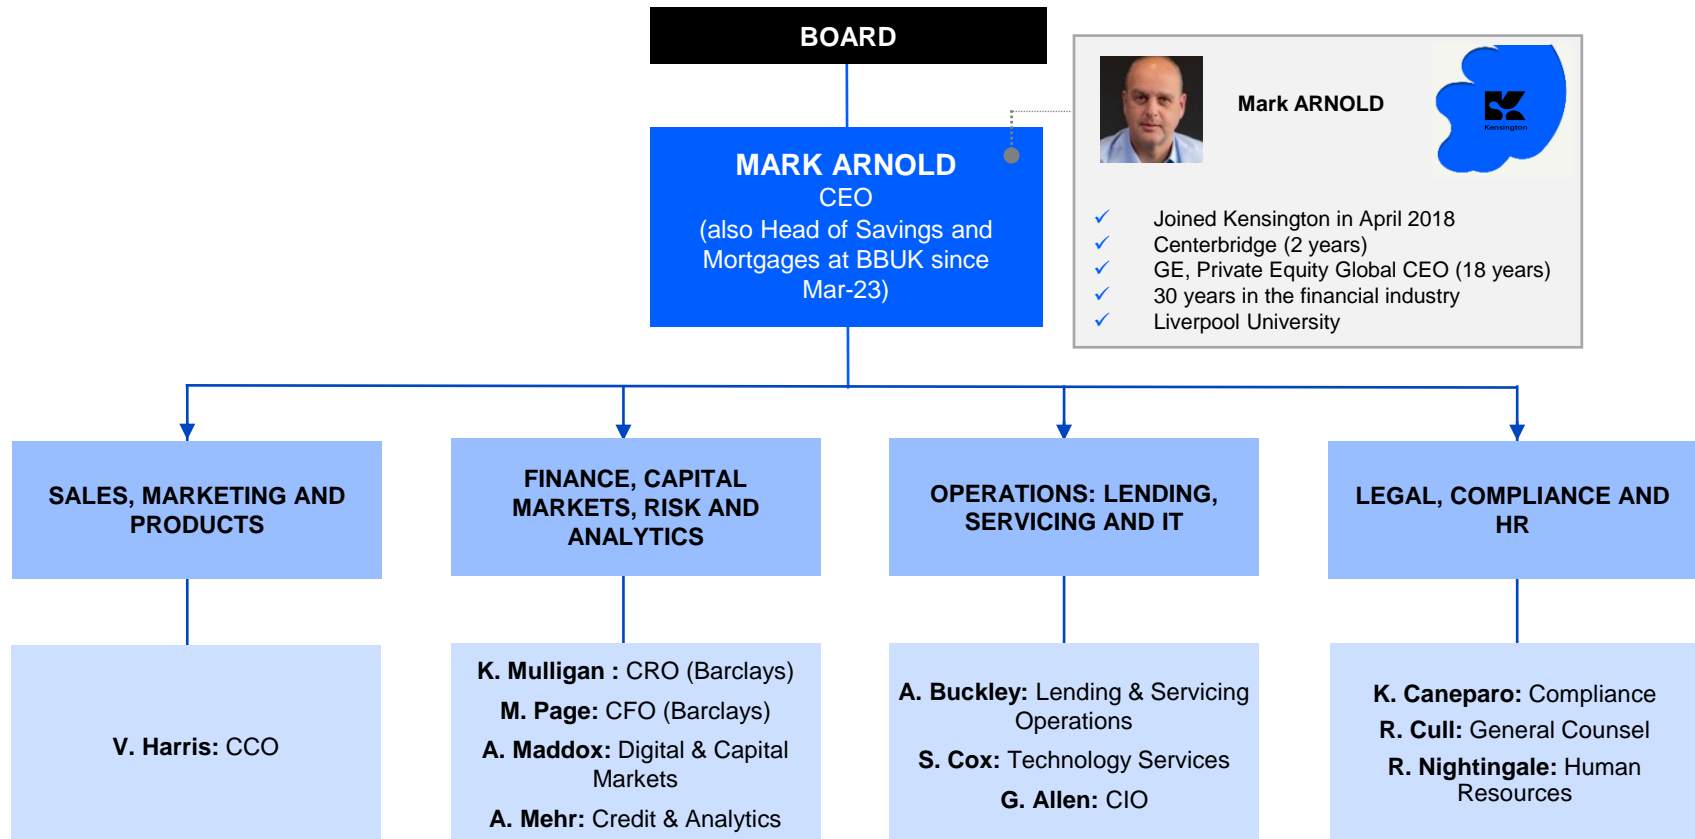 BOARD
MARK ARNOLD
CEO
(also Head of Savings and
Mortgages at BBUK since
Mar-23)
Mark ARNOLD
Kensington
✓ Joined Kensington in April 2018
✓ Centerbridge (2 years)
✓ GE, Private Equity Global CEO (18 years)
✓ 30 years in the financial industry
✓ Liverpool University
SALES, MARKETING AND
PRODUCTS
FINANCE, CAPITAL
MARKETS, RISK AND
ANALYTICS
OPERATIONS: LENDING,
SERVICING AND IT
LEGAL, COMPLIANCE AND
HR
V. Harris: CCO
K. Mulligan : CRO (Barclays)
M. Page: CFO (Barclays)
A. Maddox: Digital & Capital
Markets
A. Mehr: Credit & Analytics
A. Buckley: Lending & Servicing
Operations
S. Cox: Technology Services
G. Allen: CIO
K. Caneparo: Compliance
R. Cull: General Counsel
R. Nightingale: Human
Resources